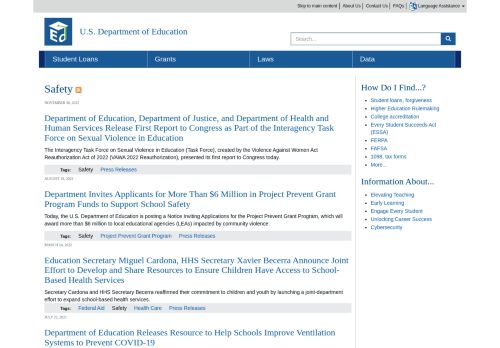 Skip to main content | About Us | Contact Us | FAQs | Language Assistance
U.S. Department of Education
Search...
Student Loans Grants Laws Data
Safety
NOVEMBER 30, 2022
Department of Education, Department of Justice, and Department of Health and
Human Services Release First Report to Congress as Part of the Interagency Task
Force on Sexual Violence in Education
The Interagency Task Force on Sexual Violence in Education (Task Force), created by the Violence Against Women Act
Reauthorization Act of 2022 (VAWA 2022 Reauthorization), presented its first report to Congress today.
Tags: Safety Press Releases
Department Invites Applicants for More Than $6 Million in Project Prevent Grant
Program Funds to Support School Safety
Today, the U.S. Department of Education is posting a Notice Inviting Applications for the Project Prevent Grant Program, which will
award more than $6 million to local educational agencies (LEAs) impacted by community violence.
Tags: Safety Project Prevent Grant Program Press Releases
Education Secretary Miguel Cardona, HHS Secretary Xavier Becerra Announce Joint
Effort to Develop and Share Resources to Ensure Children Have Access to School-
Based Health Services
Secretary Cardona and HHS Secretary Becerra reaffirmed their commitment to children and youth by launching a joint-department
effort to expand school-based health services.
Tags: Federal Aid Safety Health Care Press Releases
Department of Education Releases Resource to Help Schools Improve Ventilation
Systems to Prevent COVID-19
How Do I Find...?
Student loans, forgiveness
Higher Education Rulemaking
College accreditation
Every Student Succeeds Act
(ESSA)
FERPA
FAFSA
1098, tax forms
More...
Information About...
Elevating Teaching
Early Learning
Engage Every Student
Unlocking Career Success
Cybersecurity